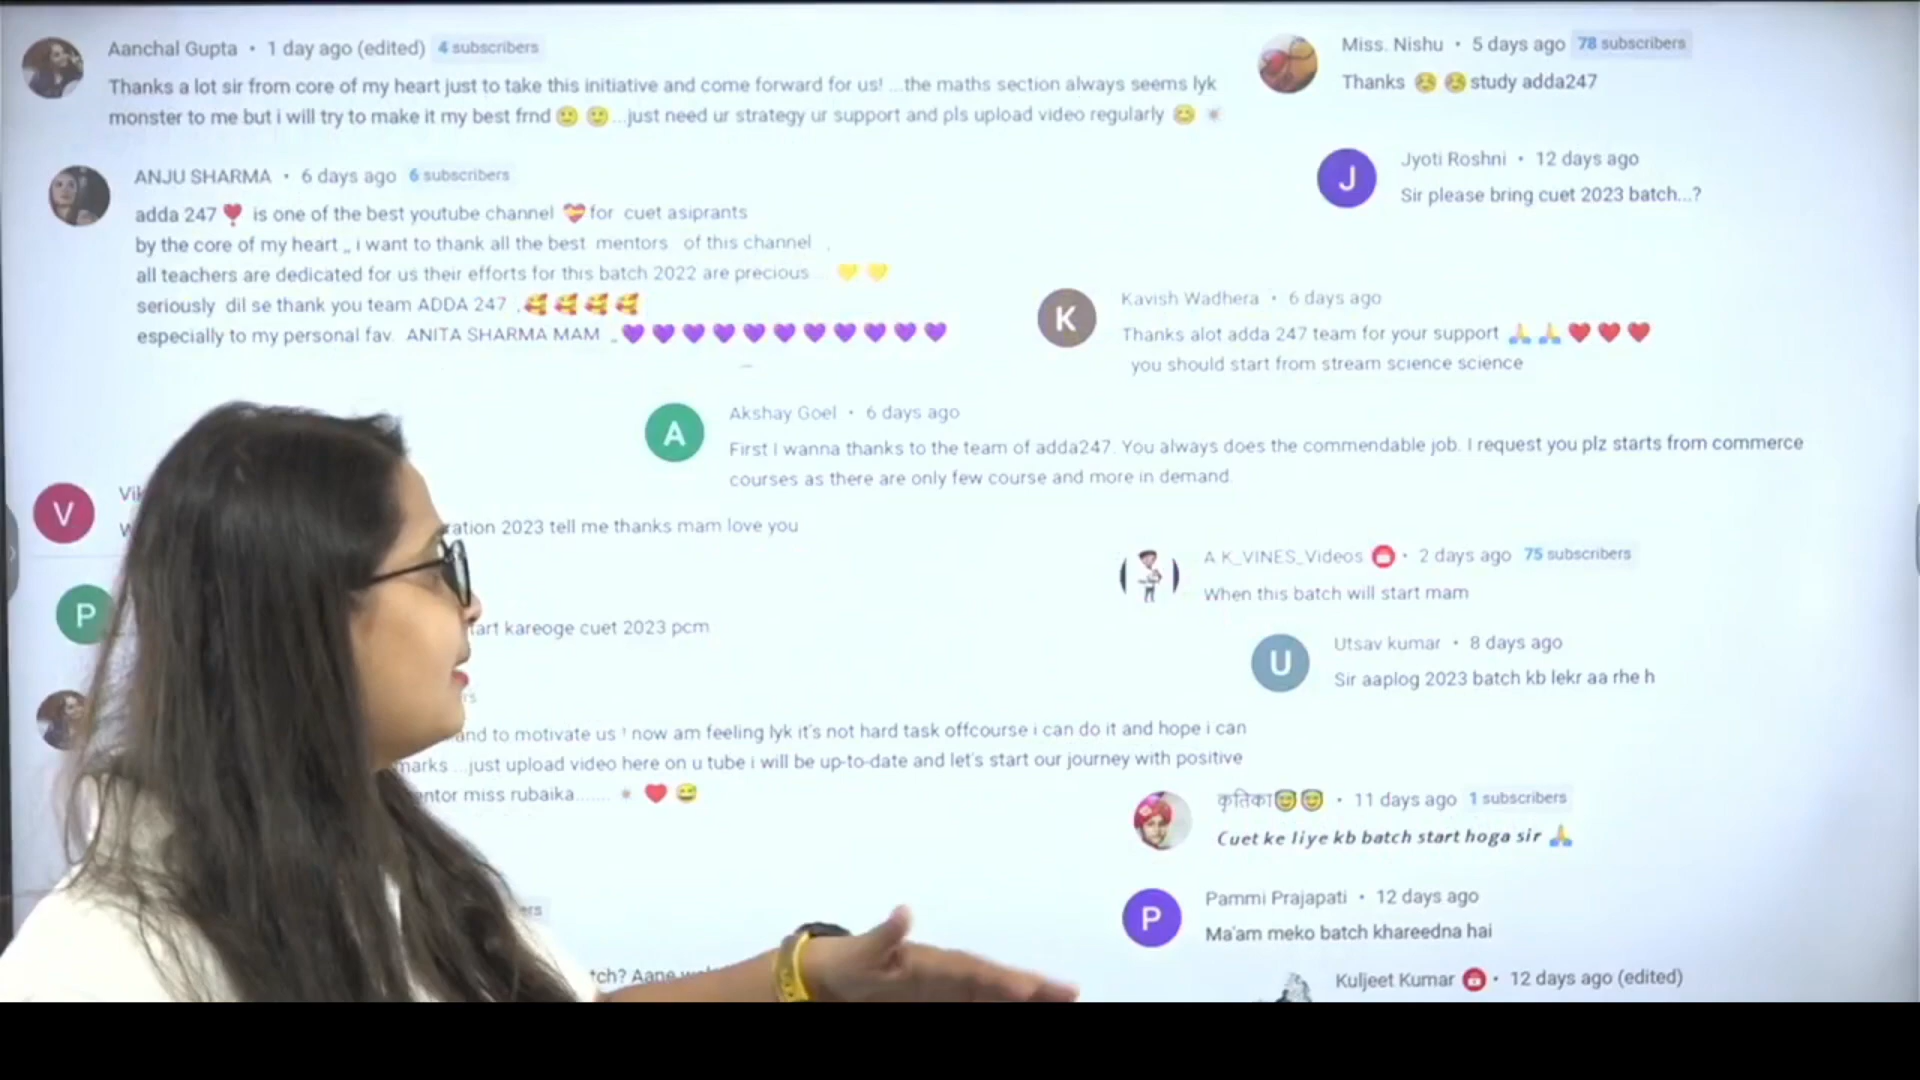 Aanchal Gupta • 1 day ago (edited) 4 subscribers
Thanks a lot sir from core of my heart just to take this initiative and come forward for us! ...the maths section always seems lyk
monster to me but i will try to make it my best frnd 🙂 🙂...just need ur strategy ur support and pls upload video regularly 😊
Miss. Nishu • 5 days ago 78 subscribers
Thanks 😊 😊 study adda247
Jyoti Roshni • 12 days ago
J
Sir please bring cuet 2023 batch...?
ANJU SHARMA • 6 days ago 6 subscribers
adda 247 ❣️ is one of the best youtube channel 💝 for cuet asiprants
by the core of my heart ,, i want to thank all the best mentors of this channel
all teachers are dedicated for us their efforts for this batch 2022 are precious 💛 💛
seriously dil se thank you team ADDA 247 .🥰 🥰 🥰 🥰
especially to my personal fav. ANITA SHARMA MAM 💜 💜 💜 💜 💜 💜 💜 💜 💜 💜 💜
Kavish Wadhera • 6 days ago
K
Thanks alot adda 247 team for your support 🙏 🙏 ❤️ ❤️ ❤️
you should start from stream science science
Akshay Goel • 6 days ago
A
First I wanna thanks to the team of adda247. You always does the commendable job. I request you plz starts from commerce
courses as there are only few course and more in demand.
V
2023 tell me thanks mam love you
A K_VINES_Videos • 2 days ago 75 subscribers
When this batch will start mam
P
kareoge cuet 2023 pcm
Utsav kumar • 8 days ago
U
Sir aaplog 2023 batch kb lekr aa rhe h
to motivate us ! now am feeling lyk it's not hard task offcourse i can do it and hope i can
...just upload video here on u tube i will be up-to-date and let's start our journey with positive
miss rubaika....... ❤️ 😅
कृतिका😇😇 • 11 days ago 1 subscribers
Cuet ke liye kb batch start hoga sir 🙏
Pammi Prajapati • 12 days ago
P
Ma'am meko batch khareedna hai
Kuljeet Kumar • 12 days ago (edited)